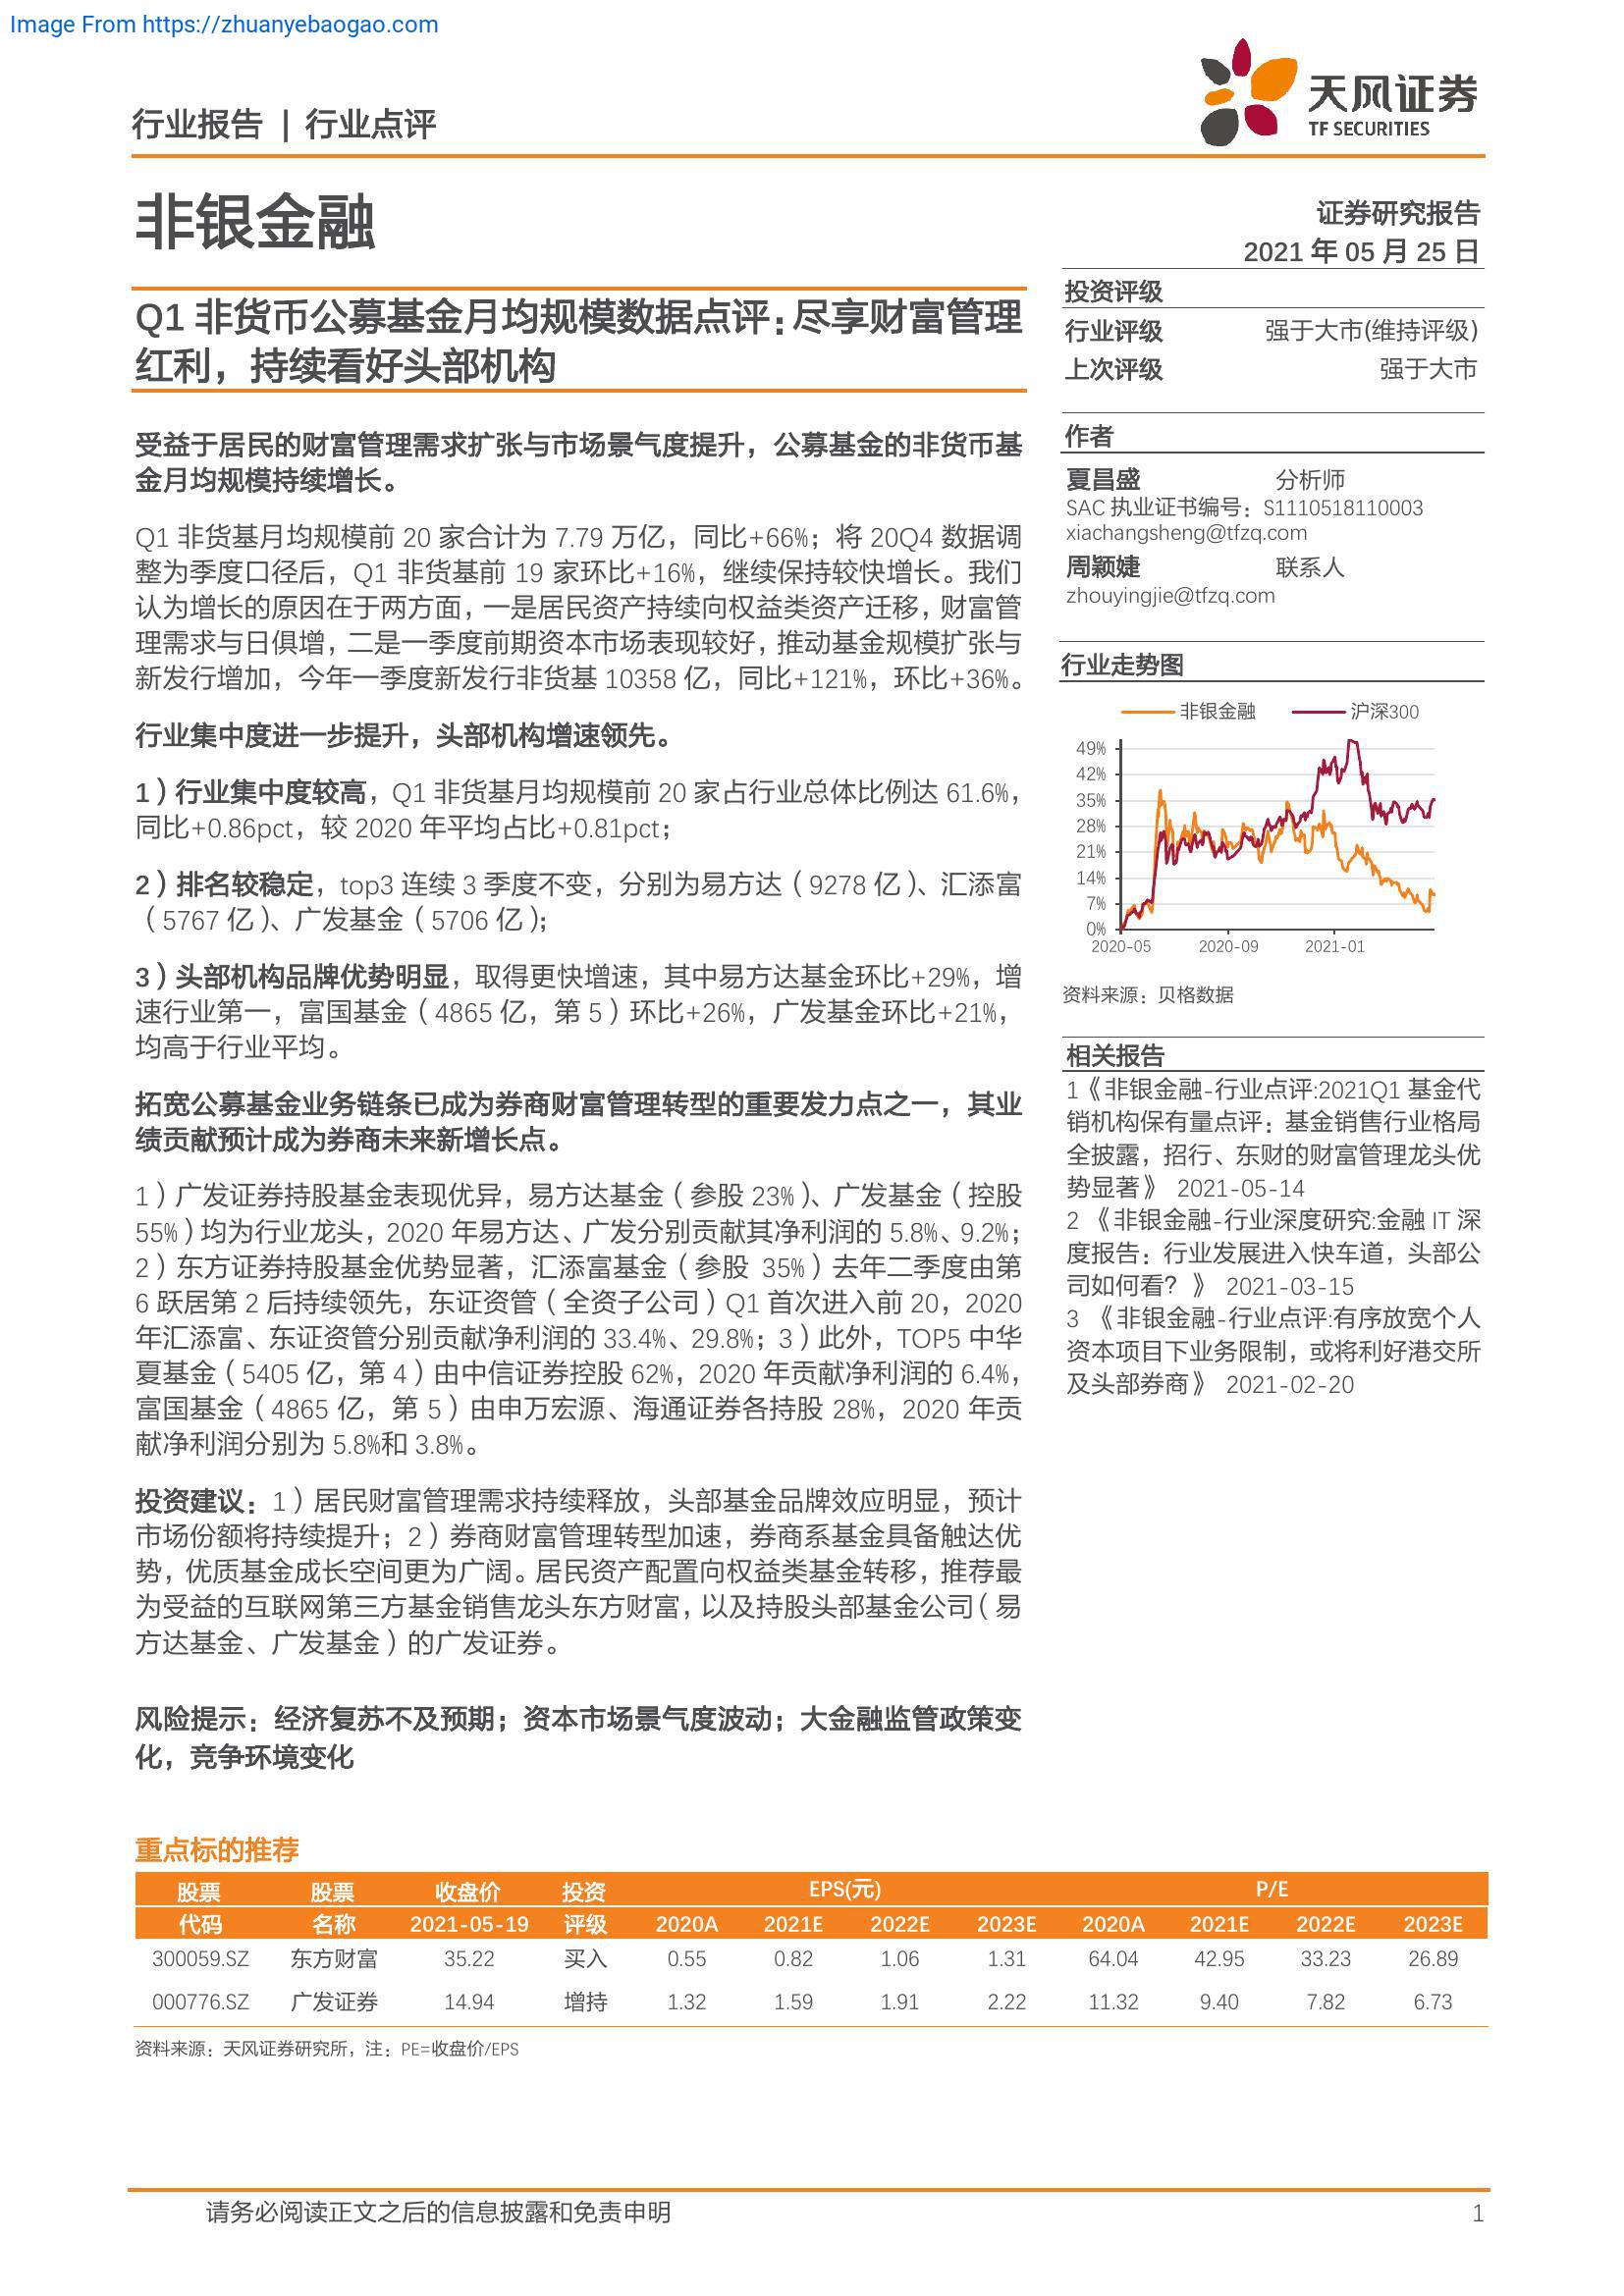 Image From https://zhuanyebaogao.com
天风证券
TF SECURITIES
行业报告 | 行业点评
非银金融
证券研究报告
2021 年 05 月 25 日
Q1 非货币公募基金月均规模数据点评：尽享财富管理
红利，持续看好头部机构
受益于居民的财富管理需求扩张与市场景气度提升，公募基金的非货币基
金月均规模持续增长。
Q1 非货基月均规模前 20 家合计为 7.79 万亿，同比+66%；将 20Q4 数据调
整为季度口径后，Q1 非货基前 19 家环比+16%，继续保持较快增长。我们
认为增长的原因在于两方面，一是居民资产持续向权益类资产迁移，财富管
理需求与日俱增，二是一季度前期资本市场表现较好，推动基金规模扩张与
新发行增加，今年一季度新发行非货基 10358 亿，同比+121%，环比+36%。
行业集中度进一步提升，头部机构增速领先。
1）行业集中度较高，Q1 非货基月均规模前 20 家占行业总体比例达 61.6%，
同比+0.86pct，较 2020 年平均占比+0.81pct；
2）排名较稳定，top3 连续 3 季度不变，分别为易方达（9278 亿）、汇添富
（5767 亿）、广发基金（5706 亿）；
3）头部机构品牌优势明显，取得更快增速，其中易方达基金环比+29%，增
速行业第一，富国基金（4865 亿，第 5）环比+26%，广发基金环比+21%，
均高于行业平均。
拓宽公募基金业务链条已成为券商财富管理转型的重要发力点之一，其业
绩贡献预计成为券商未来新增长点。
1）广发证券持股基金表现优异，易方达基金（参股 23%）、广发基金（控股
55%）均为行业龙头，2020 年易方达、广发分别贡献其净利润的 5.8%、9.2%；
2）东方证券持股基金优势显著，汇添富基金（参股 35%）去年二季度由第
6 跃居第 2 后持续领先，东证资管（全资子公司）Q1 首次进入前 20，2020
年汇添富、东证资管分别贡献净利润的 33.4%、29.8%；3）此外，TOP5 中华
夏基金（5405 亿，第 4）由中信证券控股 62%，2020 年贡献净利润的 6.4%，
富国基金（4865 亿，第 5）由申万宏源、海通证券各持股 28%，2020 年贡
献净利润分别为 5.8%和 3.8%。
投资建议：1）居民财富管理需求持续释放，头部基金品牌效应明显，预计
市场份额将持续提升；2）券商财富管理转型加速，券商系基金具备触达优
势，优质基金成长空间更为广阔。居民资产配置向权益类基金转移，推荐最
为受益的互联网第三方基金销售龙头东方财富，以及持股头部基金公司（易
方达基金、广发基金）的广发证券。
风险提示：经济复苏不及预期；资本市场景气度波动；大金融监管政策变
化，竞争环境变化
投资评级
行业评级 强于大市(维持评级)
上次评级 强于大市
作者
夏昌盛 分析师
SAC 执业证书编号：S1110518110003
xiachangsheng@tfzq.com
周颖婕 联系人
zhouyingjie@tfzq.com
行业走势图
非银金融 沪深300
49%
42%
35%
28%
21%
14%
7%
0%
2020-05 2020-09 2021-01
资料来源：贝格数据
相关报告
1《非银金融-行业点评:2021Q1 基金代
销机构保有量点评：基金销售行业格局
全披露，招行、东财的财富管理龙头优
势显著》 2021-05-14
2 《非银金融-行业深度研究:金融 IT 深
度报告：行业发展进入快车道，头部公
司如何看？》 2021-03-15
3 《非银金融-行业点评:有序放宽个人
资本项目下业务限制，或将利好港交所
及头部券商》 2021-02-20
重点标的推荐
股票 股票 收盘价 投资 EPS(元) P/E
代码 名称 2021-05-19 评级 2020A 2021E 2022E 2023E 2020A 2021E 2022E 2023E
300059.SZ 东方财富 35.22 买入 0.55 0.82 1.06 1.31 64.04 42.95 33.23 26.89
000776.SZ 广发证券 14.94 增持 1.32 1.59 1.91 2.22 11.32 9.40 7.82 6.73
资料来源：天风证券研究所，注：PE=收盘价/EPS
请务必阅读正文之后的信息披露和免责申明 1